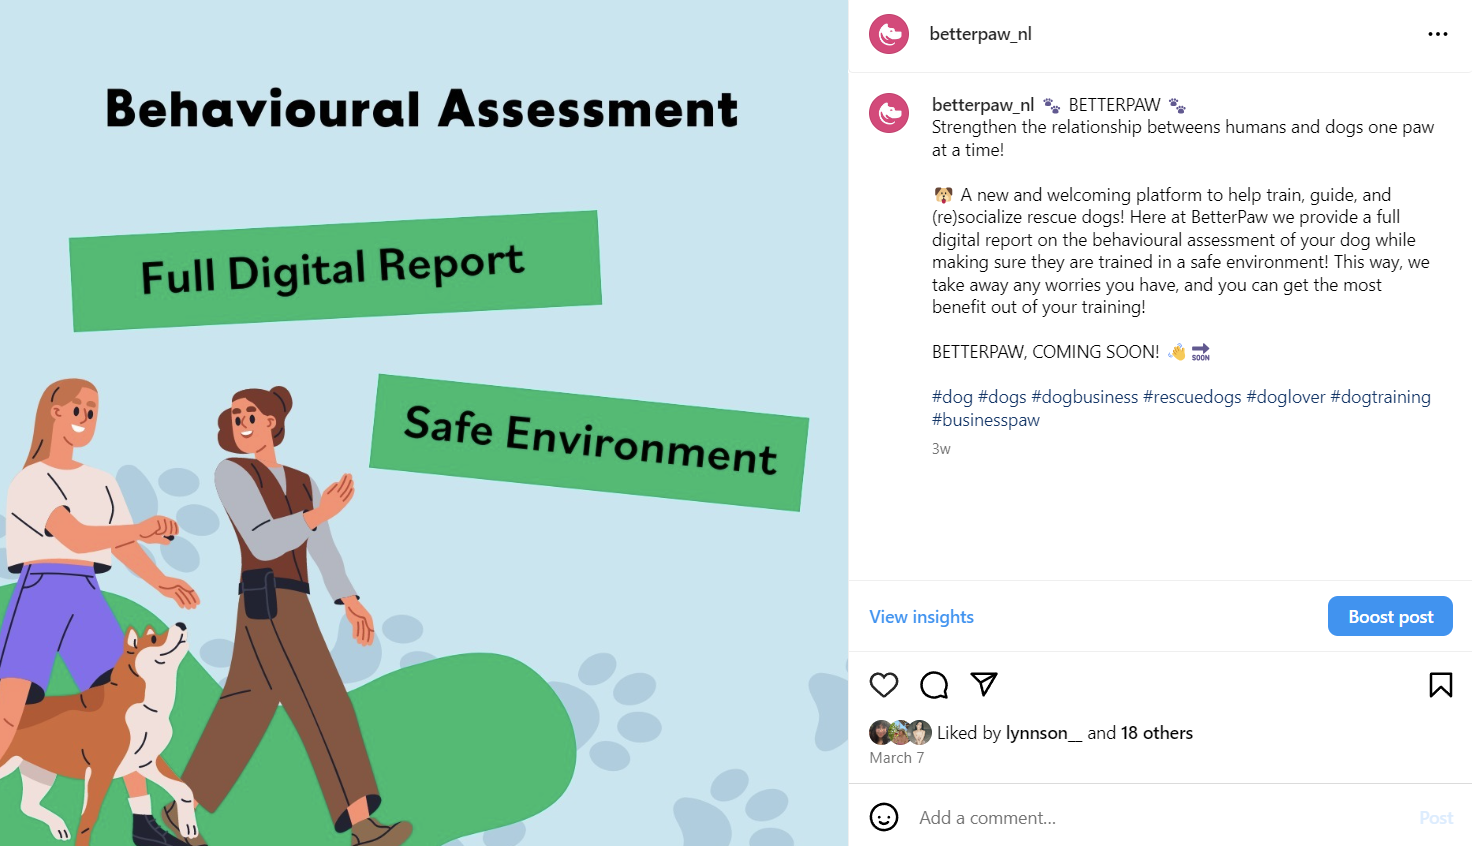 Behavioural Assessment
Full Digital Report
Safe Environment
betterpaw_nl
betterpaw_nl 🐾 BETTERPAW 🐾
Strengthen the relationship betweens humans and dogs one paw
at a time!
🐶 A new and welcoming platform to help train, guide, and
(re)socialize rescue dogs! Here at BetterPaw we provide a full
digital report on the behavioural assessment of your dog while
making sure they are trained in a safe environment! This way, we
take away any worries you have, and you can get the most
benefit out of your training!
BETTERPAW, COMING SOON! 👋 🔜
#dog #dogs #dogbusiness #rescuedogs #doglover #dogtraining
#businesspaw
3w
View insights
Boost post
Liked by lynnson__ and 18 others
March 7
Add a comment...
Post